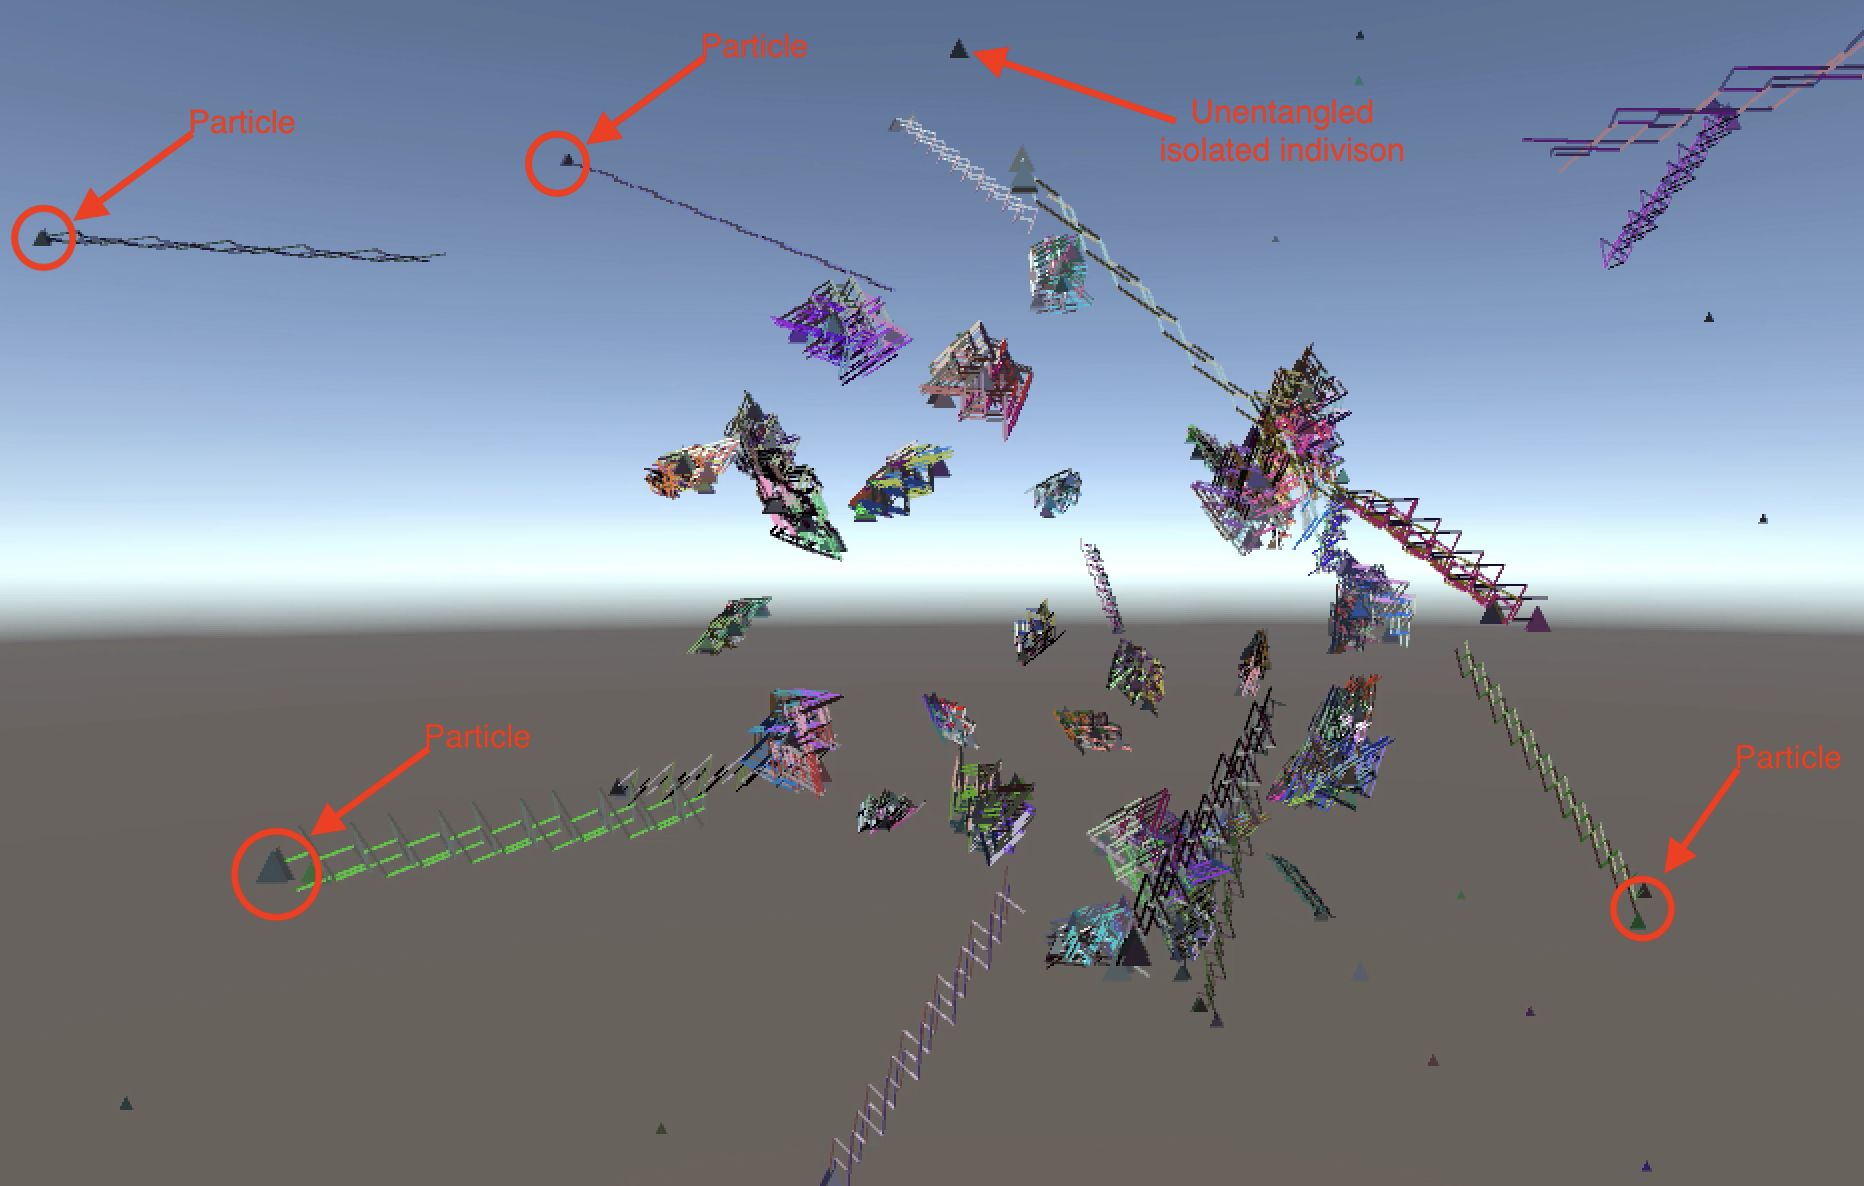 Particle
Particle
Unentangled
isolated indivison
Particle
Particle